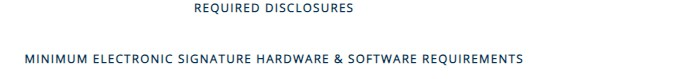 REQUIRED DISCLOSURES
MINIMUM ELECTRONIC SIGNATURE HARDWARE & SOFTWARE REQUIREMENTS